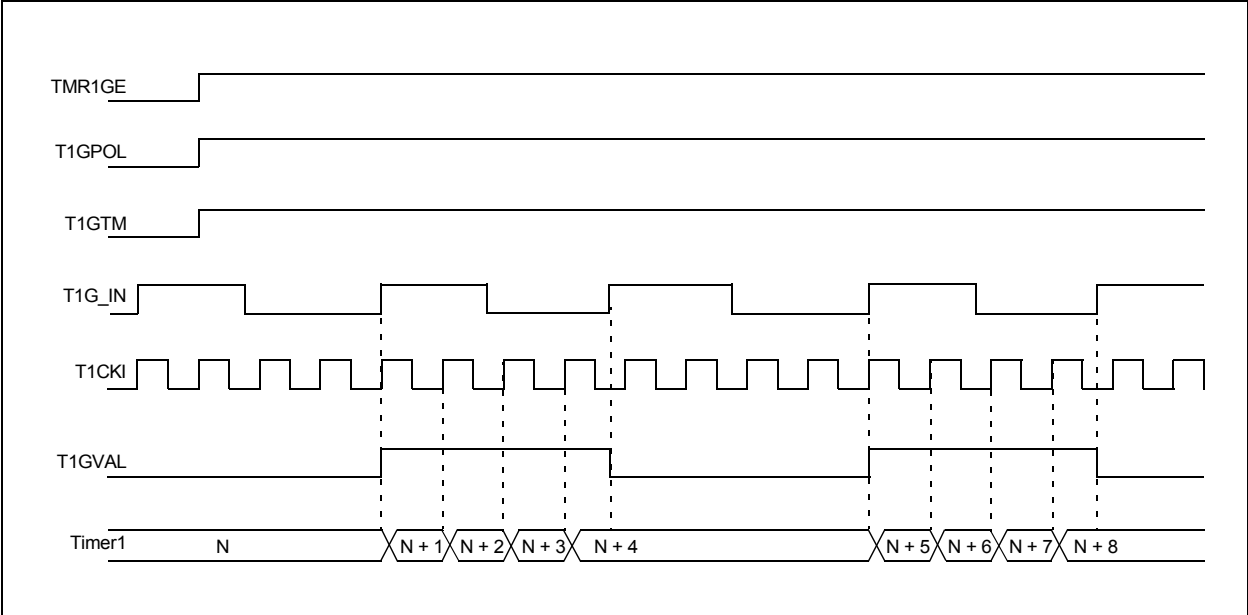 TMR1GE
T1GPOL
T1GTM
T1G_IN
T1CKI
T1GVAL
Timer1 N N + 1 N + 2 N + 3 N + 4 N + 5 N + 6 N + 7 N + 8